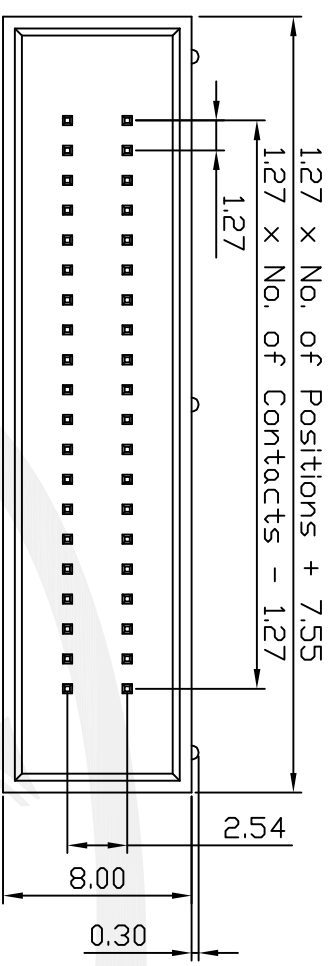 1.27 x No. of Positions + 7.55
1.27 x No. of Contacts - 1.27
1.27
2.54
8.00
0.30